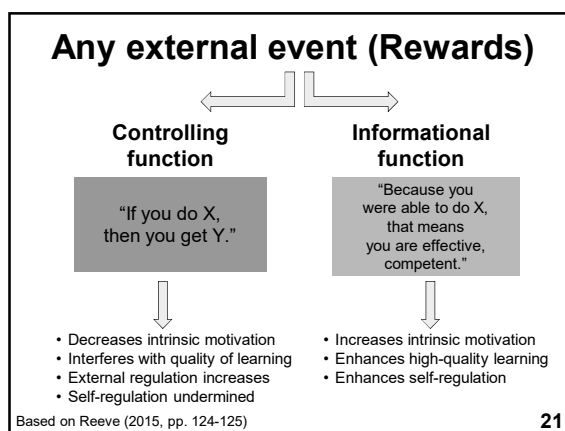 Any external event (Rewards)
Controlling
function
“If you do X,
then you get Y.”
• Decreases intrinsic motivation
• Interferes with quality of learning
• External regulation increases
• Self-regulation undermined
Informational
function
“Because you
were able to do X,
that means
you are effective,
competent.”
• Increases intrinsic motivation
• Enhances high-quality learning
• Enhances self-regulation
Based on Reeve (2015, pp. 124-125)
21